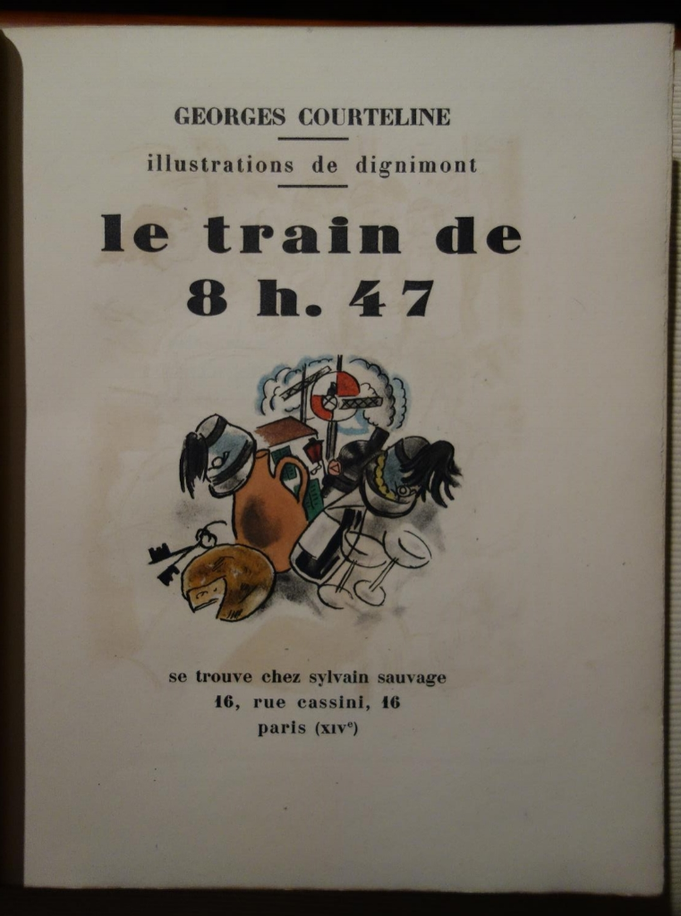 GEORGES COURTELINE
illustrations de dignimont
le train de
8 h. 47
se trouve chez sylvain sauvage
16, rue cassini, 16
paris (XIVe)